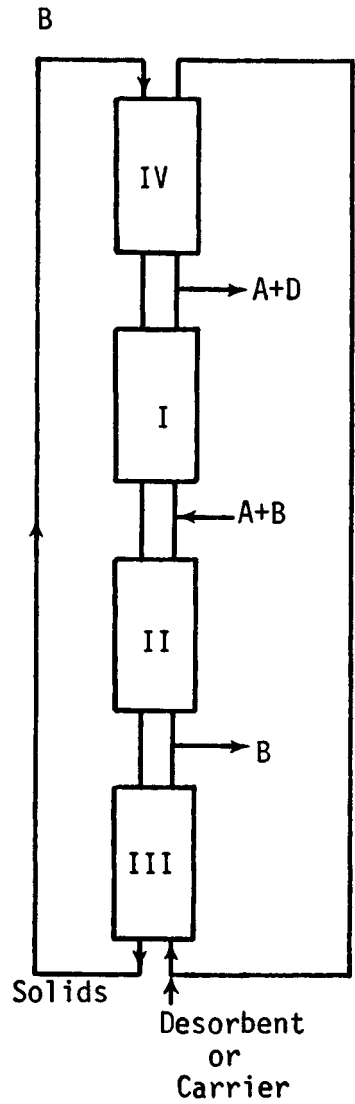 B
IV
A+D
I
A+B
II
B
III
Solids
Desorbent
or
Carrier